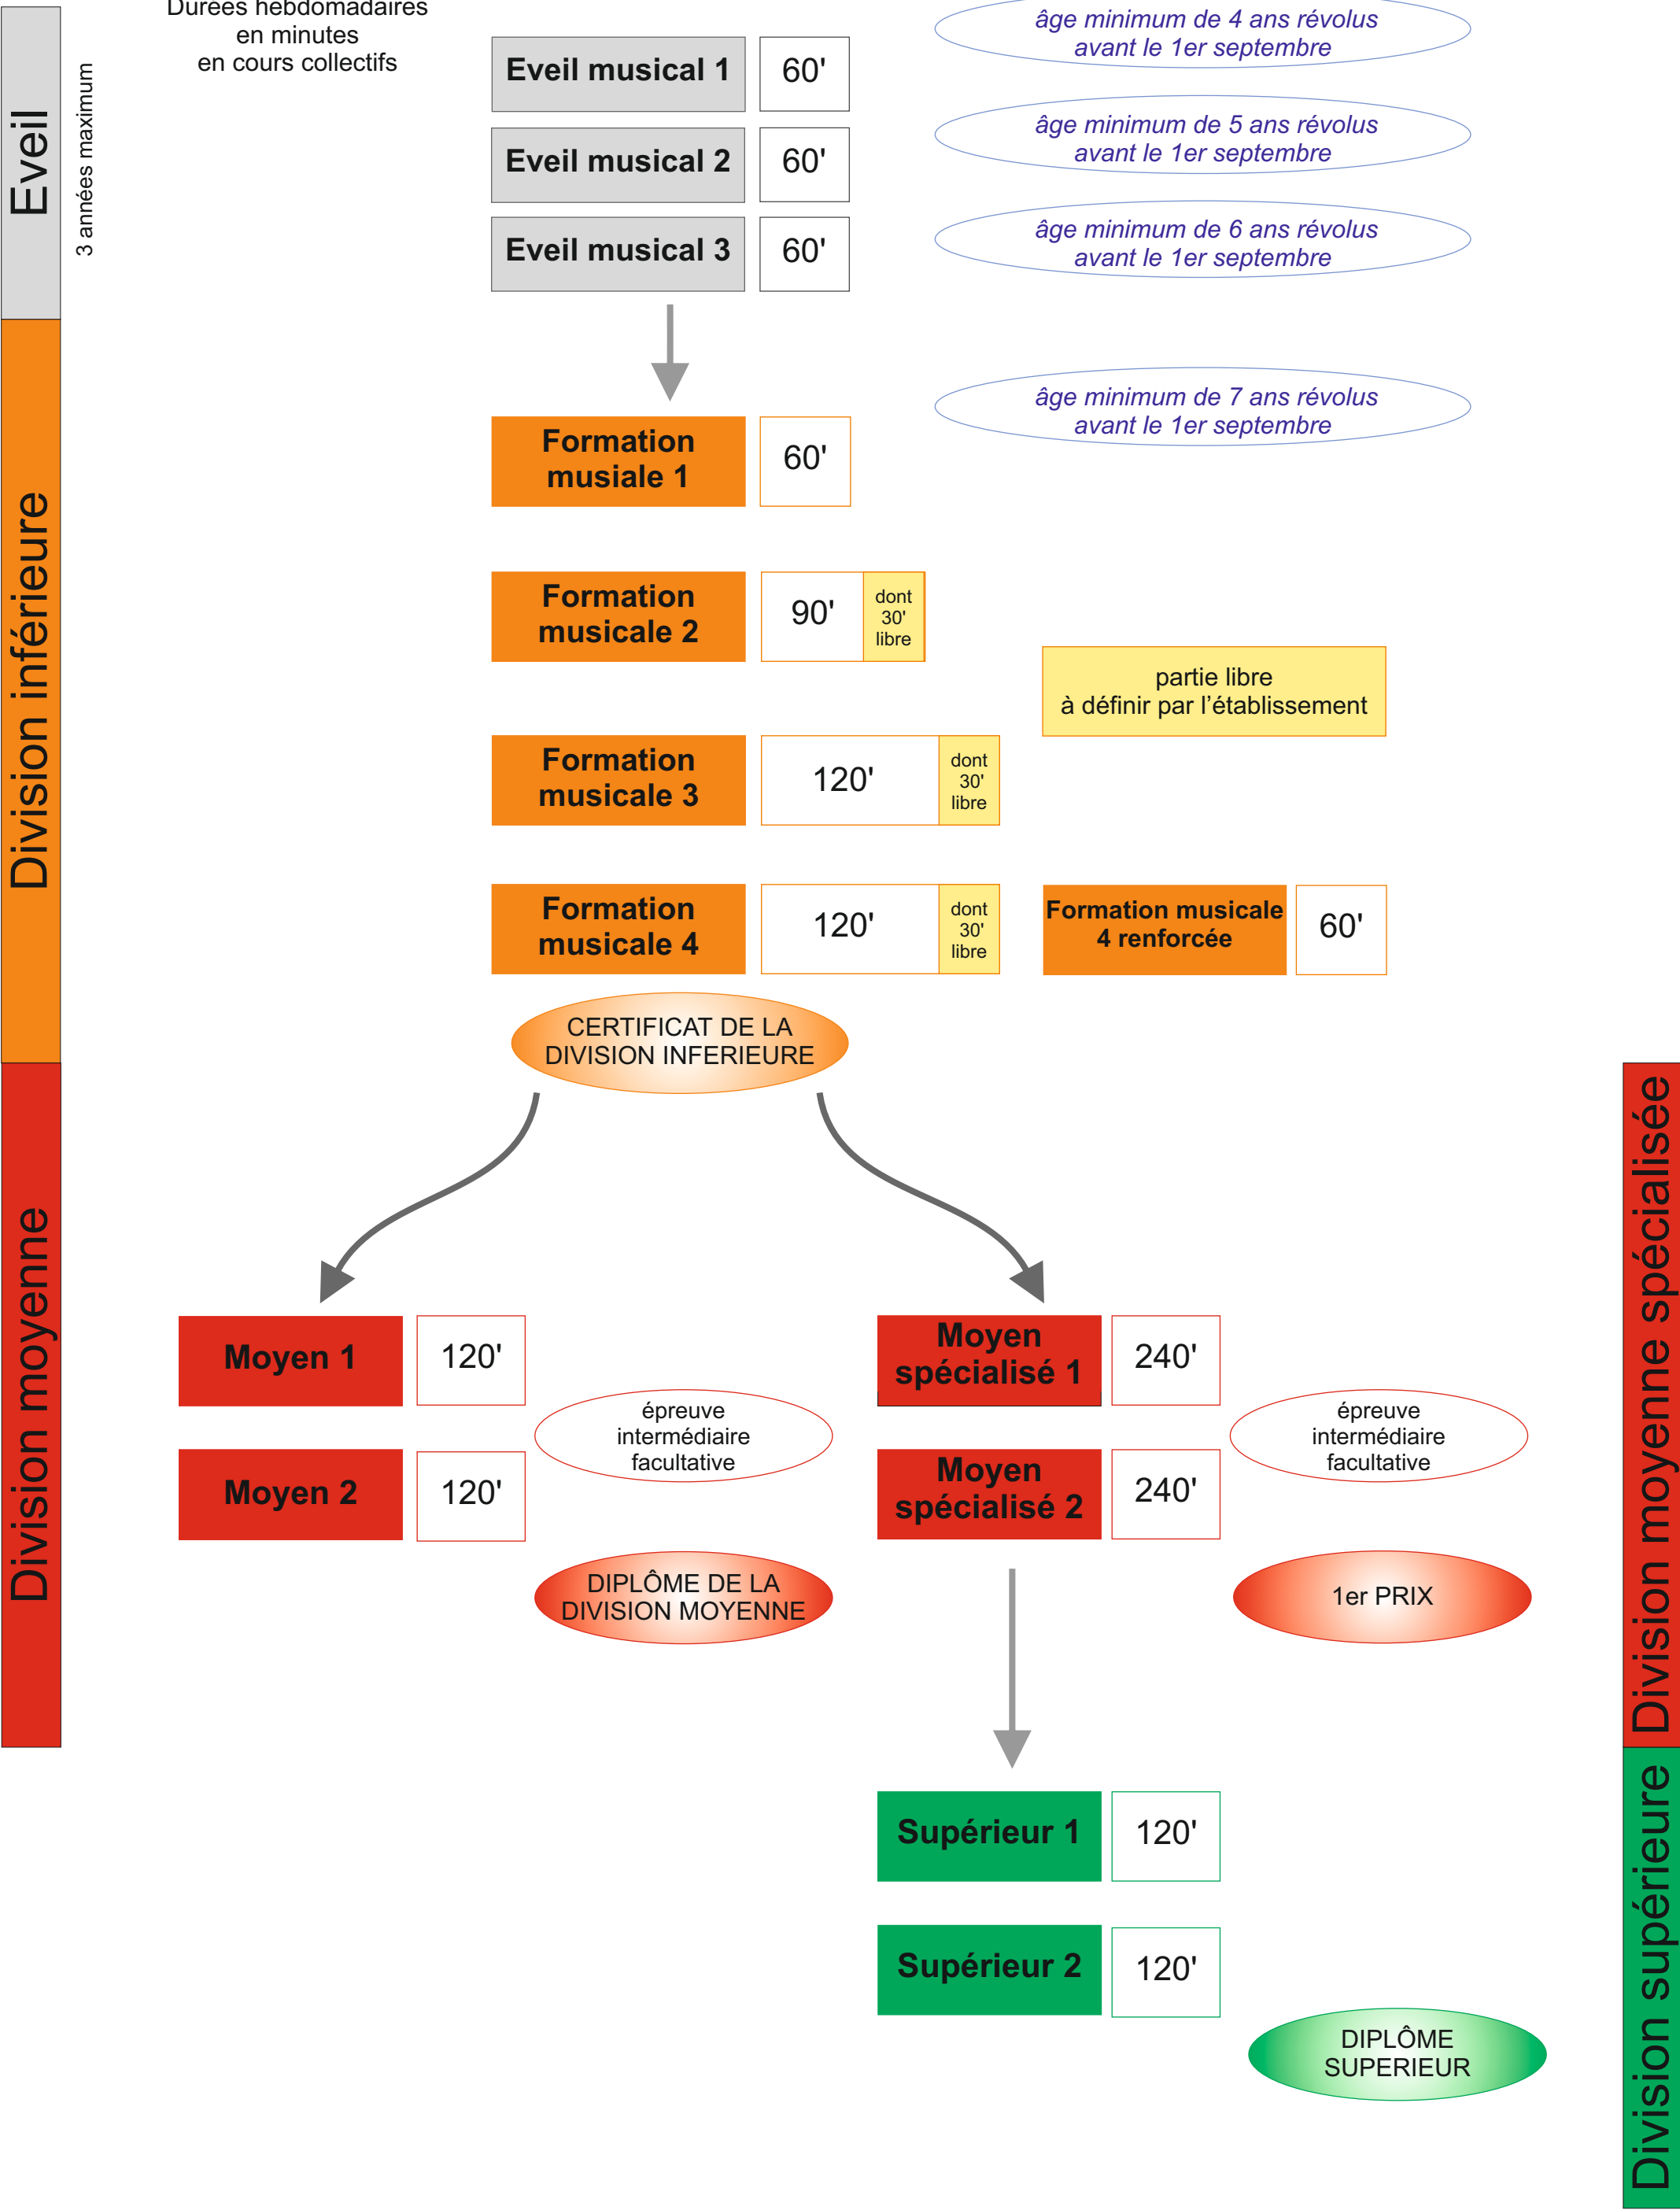 Durées hebdomadaires
en minutes
en cours collectifs
Eveil
3 années maximum
Eveil musical 1
60'
âge minimum de 4 ans révolus
avant le 1er septembre
Eveil musical 2
60'
âge minimum de 5 ans révolus
avant le 1er septembre
Eveil musical 3
60'
âge minimum de 6 ans révolus
avant le 1er septembre
Division inférieure
âge minimum de 7 ans révolus
avant le 1er septembre
Formation
musiale 1
60'
Formation
musicale 2
90'
dont
30'
libre
partie libre
à définir par l'établissement
Formation
musicale 3
120'
dont
30'
libre
Formation
musicale 4
120'
dont
30'
libre
Formation musicale
4 renforcée
60'
CERTIFICAT DE LA
DIVISION INFERIEURE
Division moyenne
Division moyenne spécialisée
Moyen 1
120'
épreuve
intermédiaire
facultative
Moyen 2
120'
DIPLÔME DE LA
DIVISION MOYENNE
Moyen
spécialisé 1
240'
épreuve
intermédiaire
facultative
Moyen
spécialisé 2
240'
1er PRIX
Division supérieure
Supérieur 1
120'
Supérieur 2
120'
DIPLÔME
SUPERIEUR